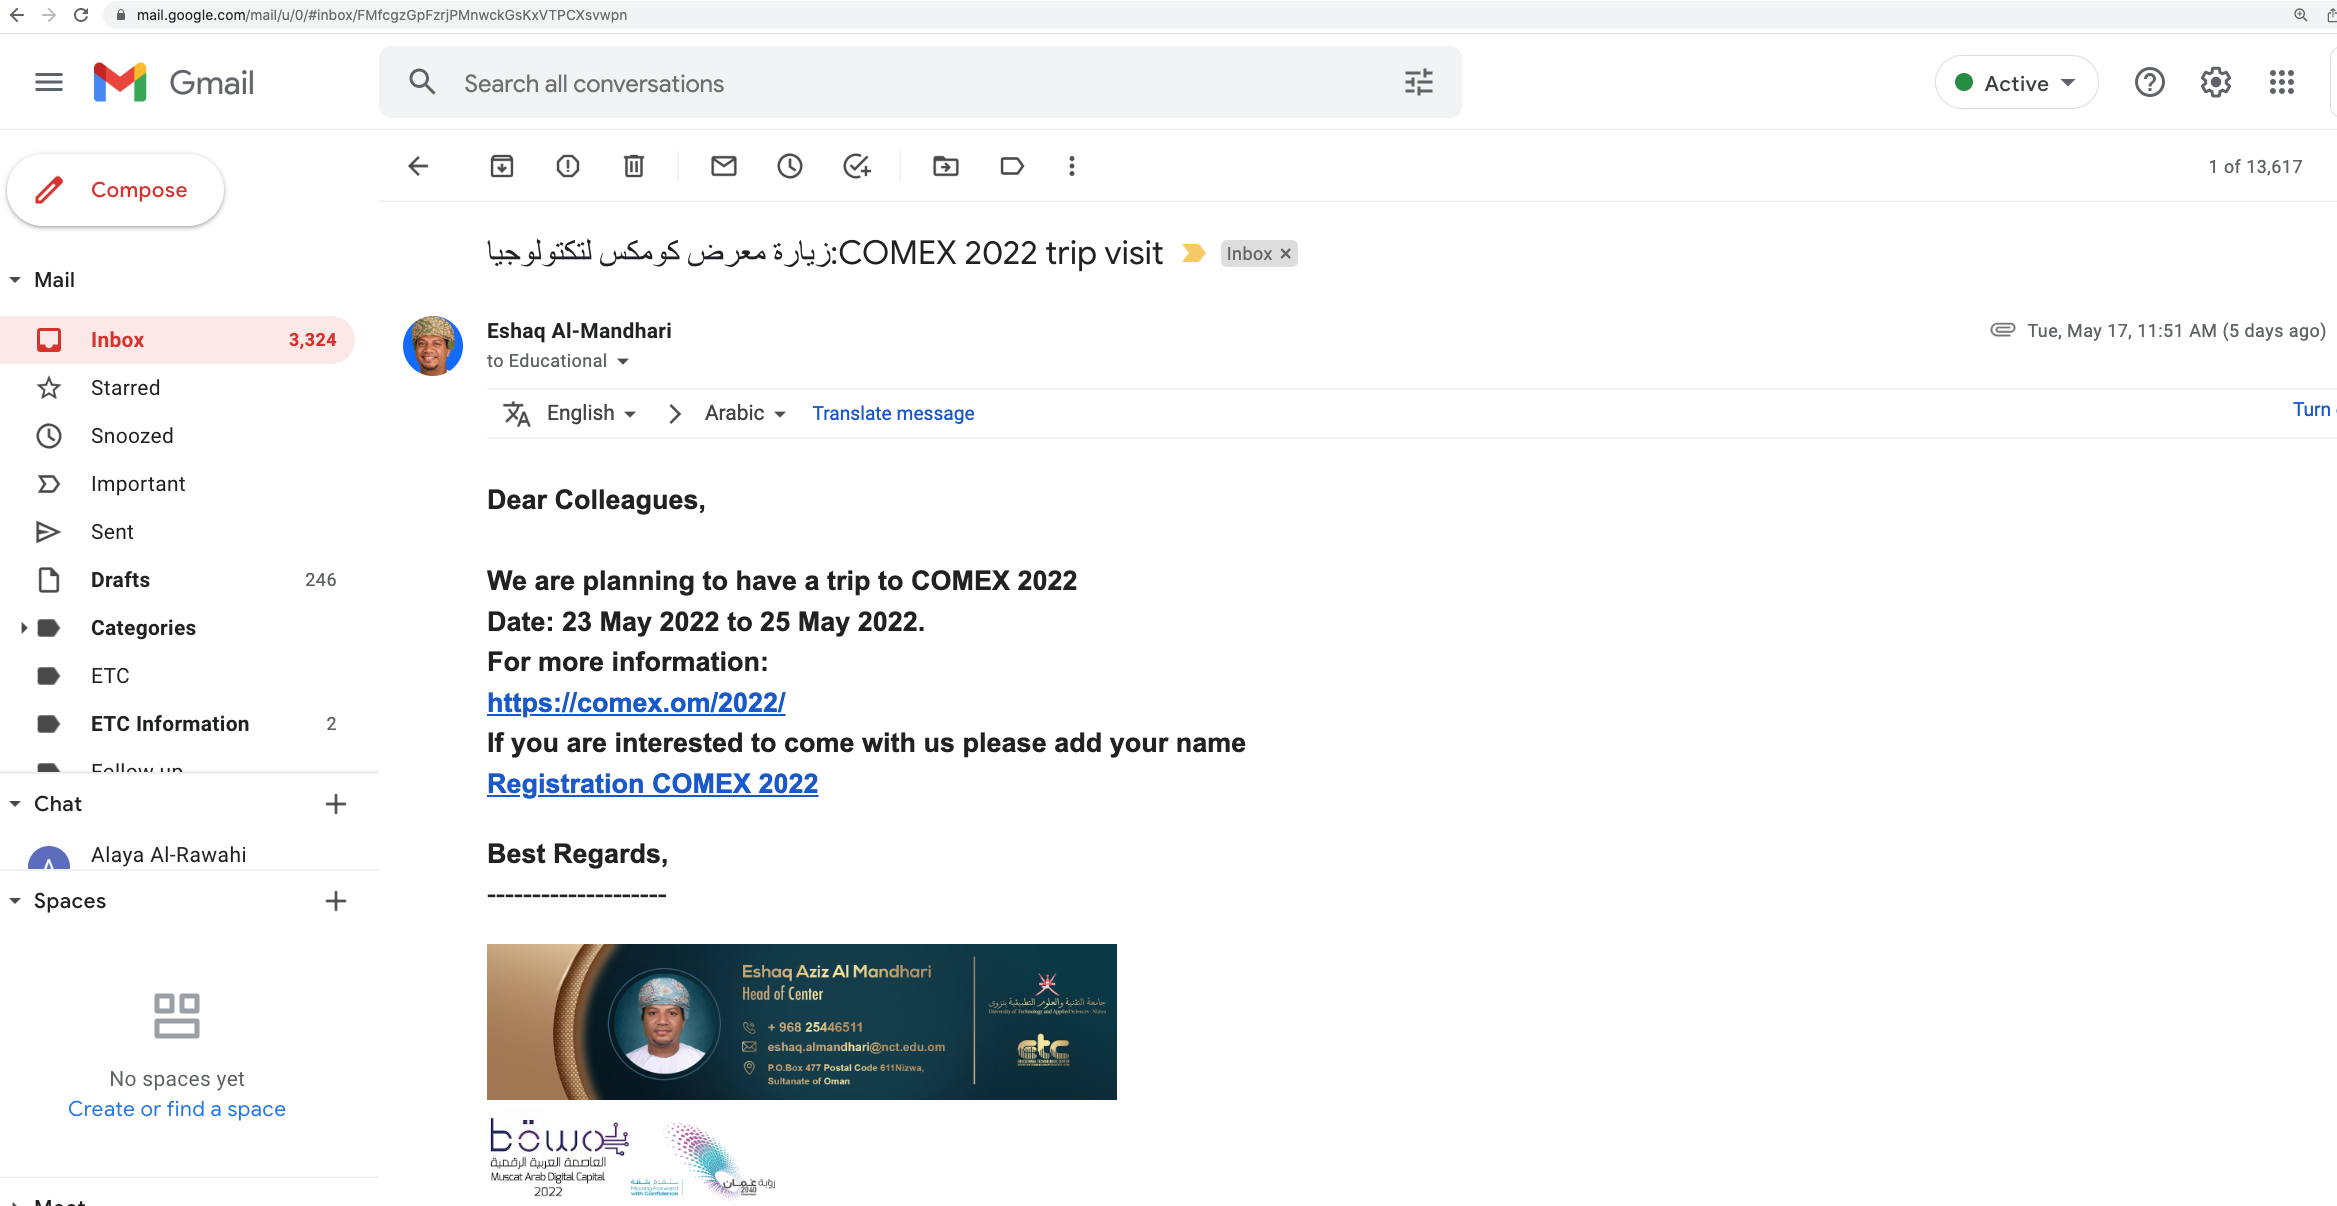 mail.google.com/mail/u/0/#inbox/FMfcgzGpFzrjPMnwckGsKxVTPCXsvwpn
Gmail
Search all conversations
Active
Compose
1 of 13,617
زيارة معرض كومكس لتكتولوجيا:COMEX 2022 trip visit
Inbox ×
Mail
Inbox 3,324
Starred
Snoozed
Important
Sent
Drafts 246
Categories
ETC
ETC Information 2
Follow up
Chat
Alaya Al-Rawahi
A
Spaces
No spaces yet
Create or find a space
Meet
Eshaq Al-Mandhari
Tue, May 17, 11:51 AM (5 days ago)
to Educational
English > Arabic Translate message
Turn
Dear Colleagues,
We are planning to have a trip to COMEX 2022
Date: 23 May 2022 to 25 May 2022.
For more information:
https://comex.om/2022/
If you are interested to come with us please add your name
Registration COMEX 2022
Best Regards,
--------------------
Eshaq Aziz Al Mandhari
Head of Center
+ 968 25446511
eshaq.almandhari@nct.edu.om
P.O.Box 477 Postal Code 611Nizwa,
Sultanate of Oman
جامعة التقنية والعلوم التطبيقية بنزوى
University of Technology and Applied Sciences - Nizwa
etc
مسقط
العاصمة العربية الرقمية
Muscat Arab Digital Capital
2022
نتقدم بثقة
Moving Forward
with Confidence
رؤية عُمان
2040